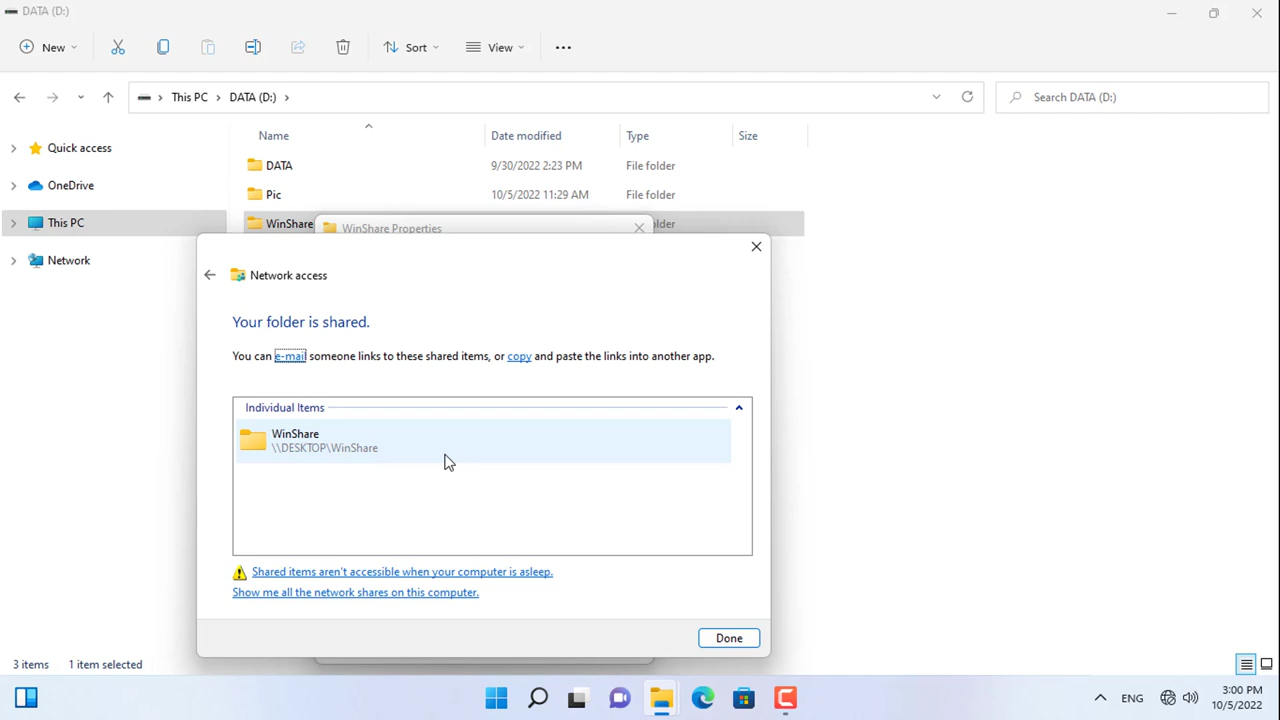 DATA (D:)
New
Sort
View
This PC
DATA (D:)
Search DATA (D:)
Name
Date modified
Type
Size
Quick access
OneDrive
This PC
Network
DATA
9/30/2022 2:23 PM
File folder
Pic
10/5/2022 11:29 AM
File folder
WinShare
older
WinShare Properties
Network access
Your folder is shared.
You can e-mail someone links to these shared items, or copy and paste the links into another app.
Individual Items
WinShare
\\DESKTOP\WinShare
Shared items aren't accessible when your computer is asleep.
Show me all the network shares on this computer.
Done
3 items
1 item selected
ENG
3:00 PM
10/5/2022